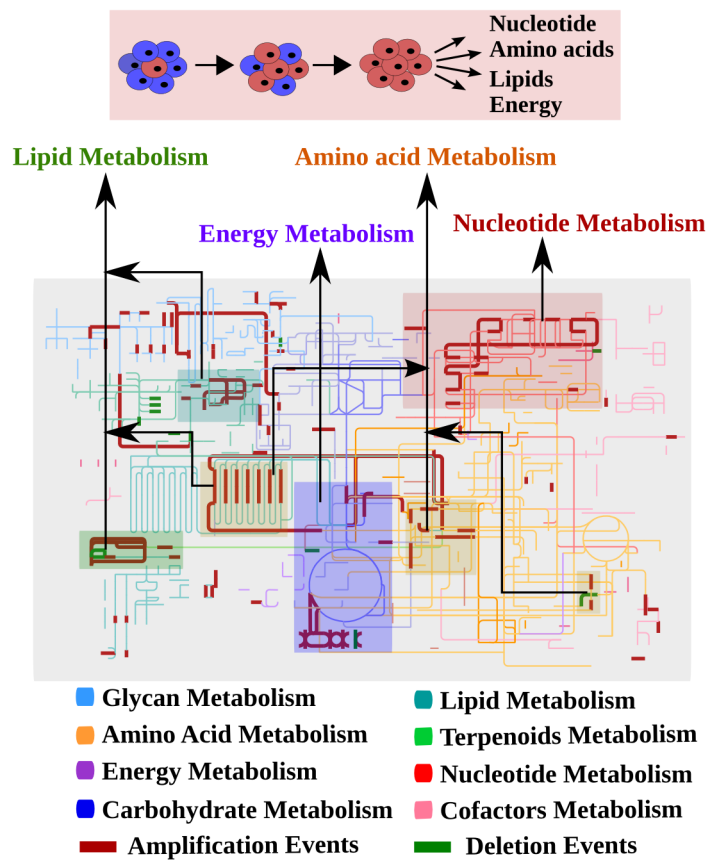 Nucleotide
Amino acids
Lipids
Energy
Lipid Metabolism
Amino acid Metabolism
Energy Metabolism
Nucleotide Metabolism
Glycan Metabolism
Lipid Metabolism
Amino Acid Metabolism
Terpenoids Metabolism
Energy Metabolism
Nucleotide Metabolism
Carbohydrate Metabolism
Cofactors Metabolism
Amplification Events
Deletion Events